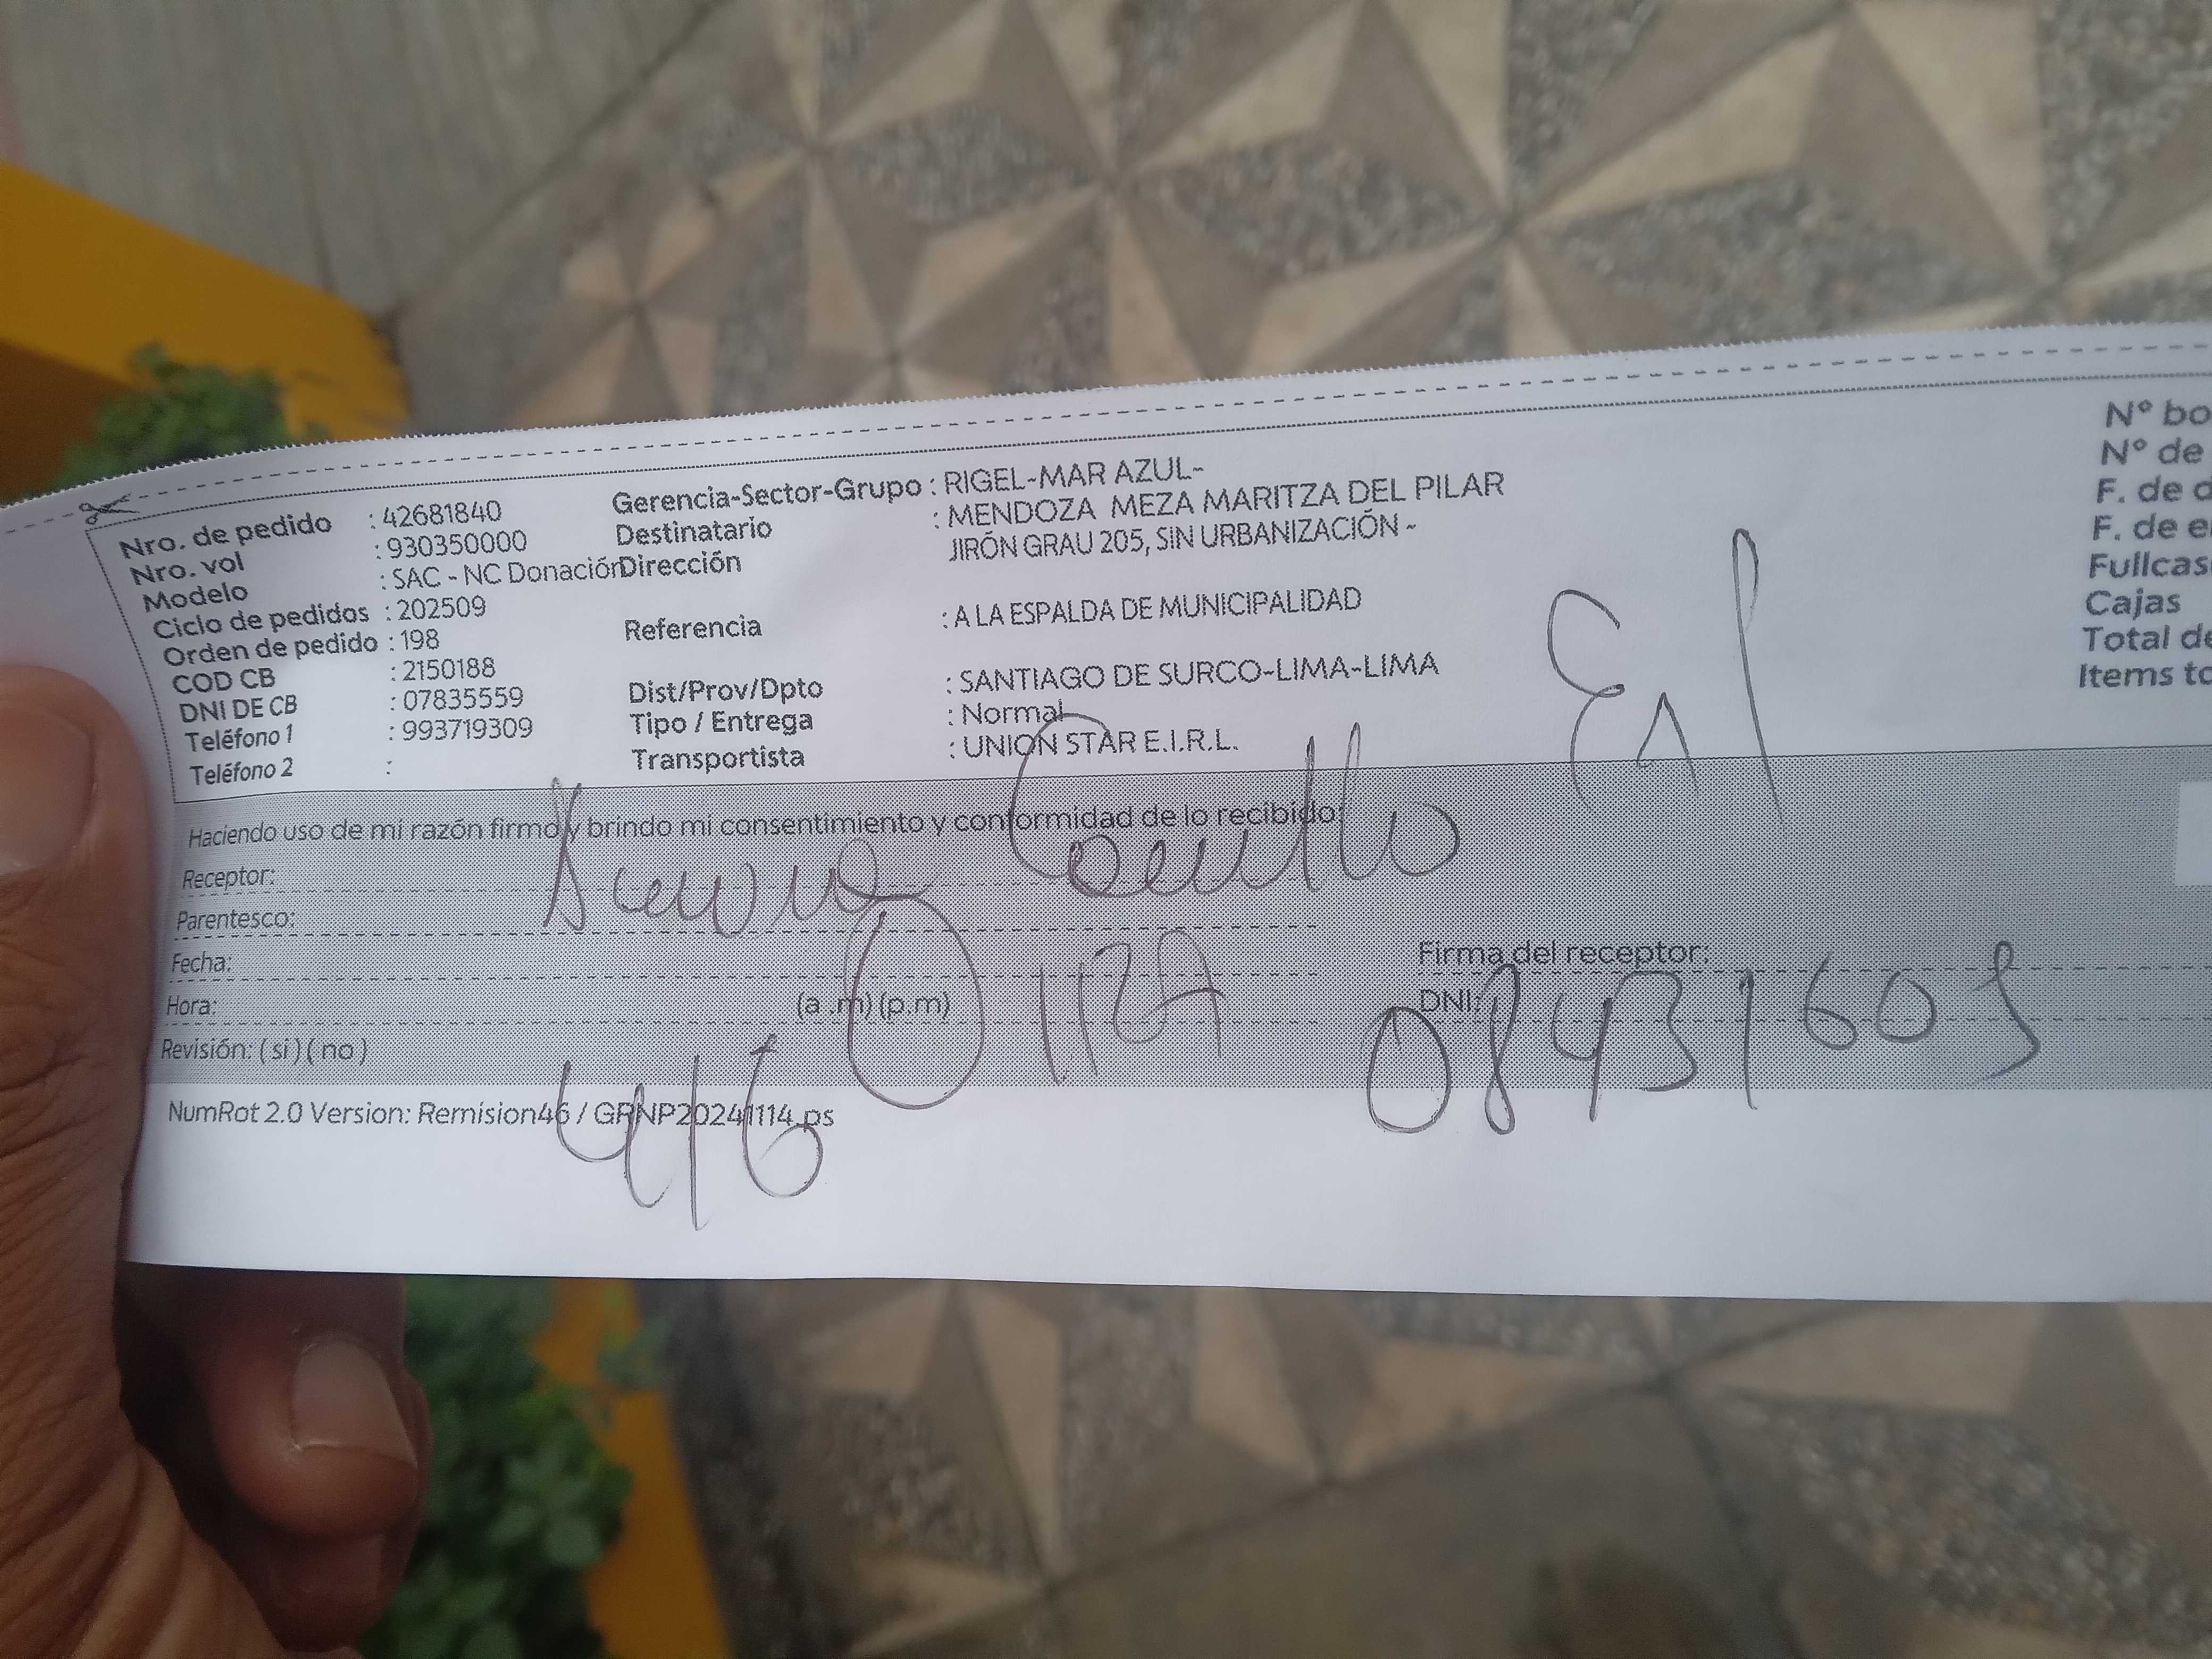 Nro. de pedido : 42681840
Nro. vol : 930350000
Modelo : SAC - NC Donación
Ciclo de pedidos : 202509
Orden de pedido : 198
COD CB : 2150188
DNI DE CB : 07835559
Teléfono 1 : 993719309
Teléfono 2 :
Gerencia-Sector-Grupo : RIGEL-MAR AZUL-
Destinatario : MENDOZA MEZA MARITZA DEL PILAR
Dirección JIRÓN GRAU 205, SIN URBANIZACIÓN -
Referencia : A LA ESPALDA DE MUNICIPALIDAD
Dist/Prov/Dpto : SANTIAGO DE SURCO-LIMA-LIMA
Tipo / Entrega : Normal
Transportista : UNION STAR E.I.R.L.
N° bo
N° de
F. de d
F. de e
Fullcas
Cajas
Total de
Items to
Haciendo uso de mi razón firmo y brindo mi consentimiento y conformidad de lo recibido:
Receptor:
Parentesco:
Fecha:
Hora: (a .m) (p.m)
Revisión: ( si ) ( no )
Firma del receptor:
DNI:
NumRot 2.0 Version: Remision46 / GRNP20241114.ps